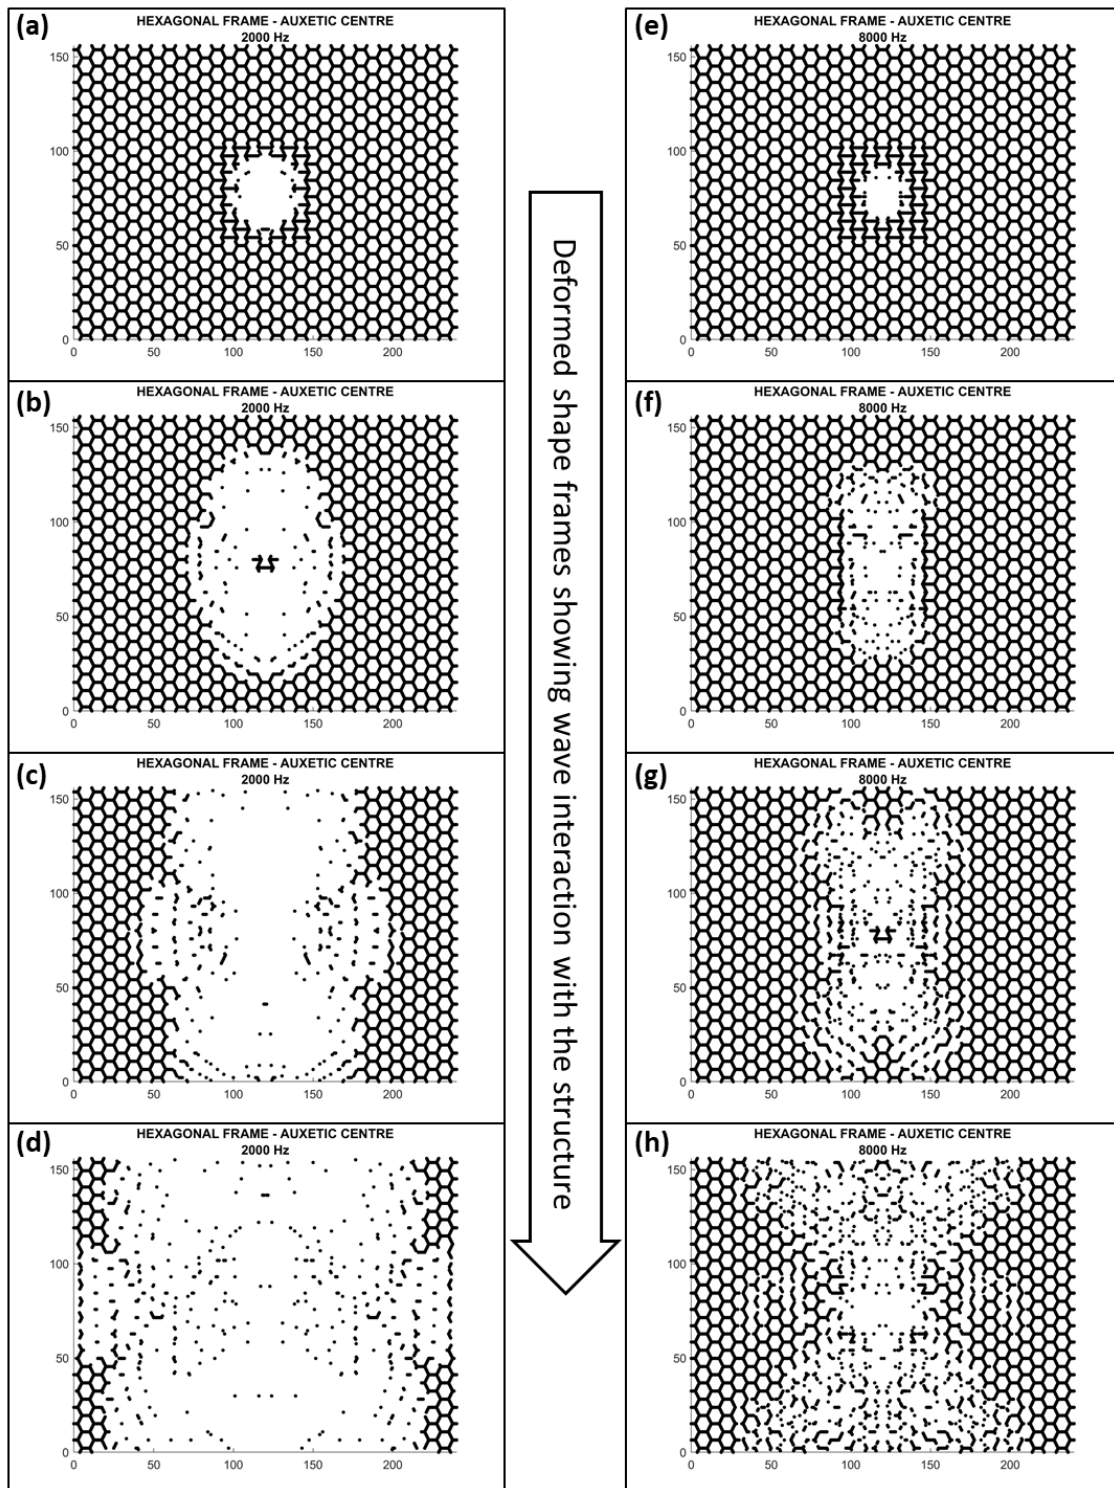 (a)
HEXAGONAL FRAME - AUXETIC CENTRE
2000 Hz
150
100
50
0
0 50 100 150 200
(b)
HEXAGONAL FRAME - AUXETIC CENTRE
2000 Hz
150
100
50
0
0 50 100 150 200
(c)
HEXAGONAL FRAME - AUXETIC CENTRE
2000 Hz
150
100
50
0
0 50 100 150 200
(d)
HEXAGONAL FRAME - AUXETIC CENTRE
2000 Hz
150
100
50
0
0 50 100 150 200
Deformed shape frames showing wave interaction with the structure
(e)
HEXAGONAL FRAME - AUXETIC CENTRE
8000 Hz
150
100
50
0
0 50 100 150 200
(f)
HEXAGONAL FRAME - AUXETIC CENTRE
8000 Hz
150
100
50
0
0 50 100 150 200
(g)
HEXAGONAL FRAME - AUXETIC CENTRE
8000 Hz
150
100
50
0
0 50 100 150 200
(h)
HEXAGONAL FRAME - AUXETIC CENTRE
8000 Hz
150
100
50
0
0 50 100 150 200